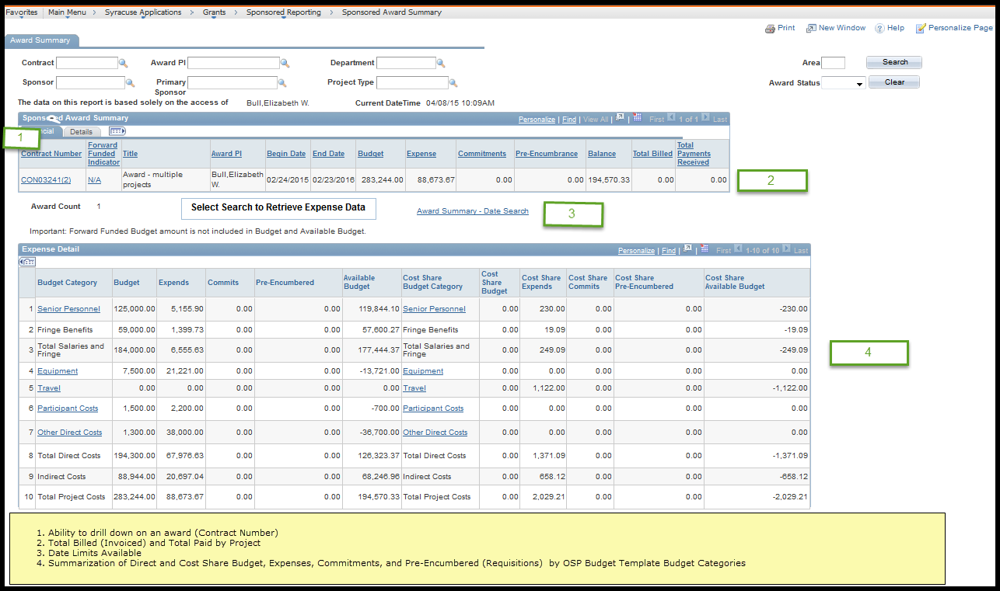 Favorites Main Menu > Syracuse Applications > Grants > Sponsored Reporting > Sponsored Award Summary
Print New Window Help Personalize Page
Award Summary
Contract Award PI Department Area Search
Sponsor Primary Sponsor Project Type Award Status Clear
The data on this report is based solely on the access of Bull,Elizabeth W. Current DateTime 04/08/15 10:09AM
Sponsored Award Summary Personalize | Find | View All | | First 1 of 1 Last
1 Details
Contract Number Forward Funded Indicator Title Award PI Begin Date End Date Budget Expense Commitments Pre-Encumbrance Balance Total Billed Total Payments Received
CON03241(2) N/A Award - multiple projects Bull,Elizabeth W. 02/24/2015 02/23/2016 283,244.00 88,673.67 0.00 0.00 194,570.33 0.00 0.00
2
Award Count 1 Select Search to Retrieve Expense Data Award Summary - Date Search 3
Important: Forward Funded Budget amount is not included in Budget and Available Budget.
Expense Detail Personalize | Find | | First 1-10 of 10 Last
Budget Category Budget Expends Commits Pre-Encumbered Available Budget Cost Share Budget Category Cost Share Budget Cost Share Expends Cost Share Commits Cost Share Pre-Encumbered Cost Share Available Budget
1 Senior Personnel 125,000.00 5,155.90 0.00 0.00 119,844.10 Senior Personnel 0.00 230.00 0.00 0.00 -230.00
2 Fringe Benefits 59,000.00 1,399.73 0.00 0.00 57,600.27 Fringe Benefits 0.00 19.09 0.00 0.00 -19.09
3 Total Salaries and Fringe 184,000.00 6,555.63 0.00 0.00 177,444.37 Total Salaries and Fringe 0.00 249.09 0.00 0.00 -249.09
4
4 Equipment 7,500.00 21,221.00 0.00 0.00 -13,721.00 Equipment 0.00 0.00 0.00 0.00 0.00
5 Travel 0.00 0.00 0.00 0.00 0.00 Travel 0.00 1,122.00 0.00 0.00 -1,122.00
6 Participant Costs 1,500.00 2,200.00 0.00 0.00 -700.00 Participant Costs 0.00 0.00 0.00 0.00 0.00
7 Other Direct Costs 1,300.00 38,000.00 0.00 0.00 -36,700.00 Other Direct Costs 0.00 0.00 0.00 0.00 0.00
8 Total Direct Costs 194,300.00 67,976.63 0.00 0.00 126,323.37 Total Direct Costs 0.00 1,371.09 0.00 0.00 -1,371.09
9 Indirect Costs 88,944.00 20,697.04 0.00 0.00 68,246.96 Indirect Costs 0.00 658.12 0.00 0.00 -658.12
10 Total Project Costs 283,244.00 88,673.67 0.00 0.00 194,570.33 Total Project Costs 0.00 2,029.21 0.00 0.00 -2,029.21
1. Ability to drill down on an award (Contract Number)
2. Total Billed (Invoiced) and Total Paid by Project
3. Date Limits Available
4. Summarization of Direct and Cost Share Budget, Expenses, Commitments, and Pre-Encumbered (Requisitions) by OSP Budget Template Budget Categories